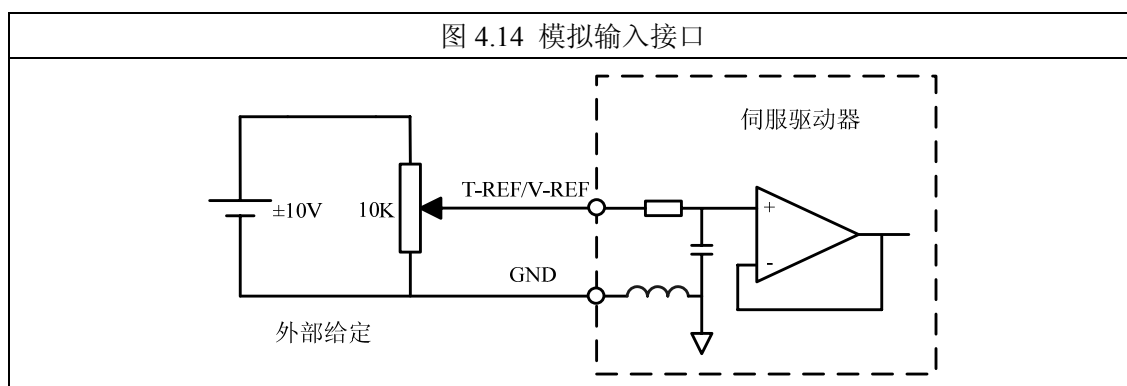 图 4.14 模拟输入接口
伺服驱动器
T-REF/V-REF
±10V
10K
+
-
GND
外部给定